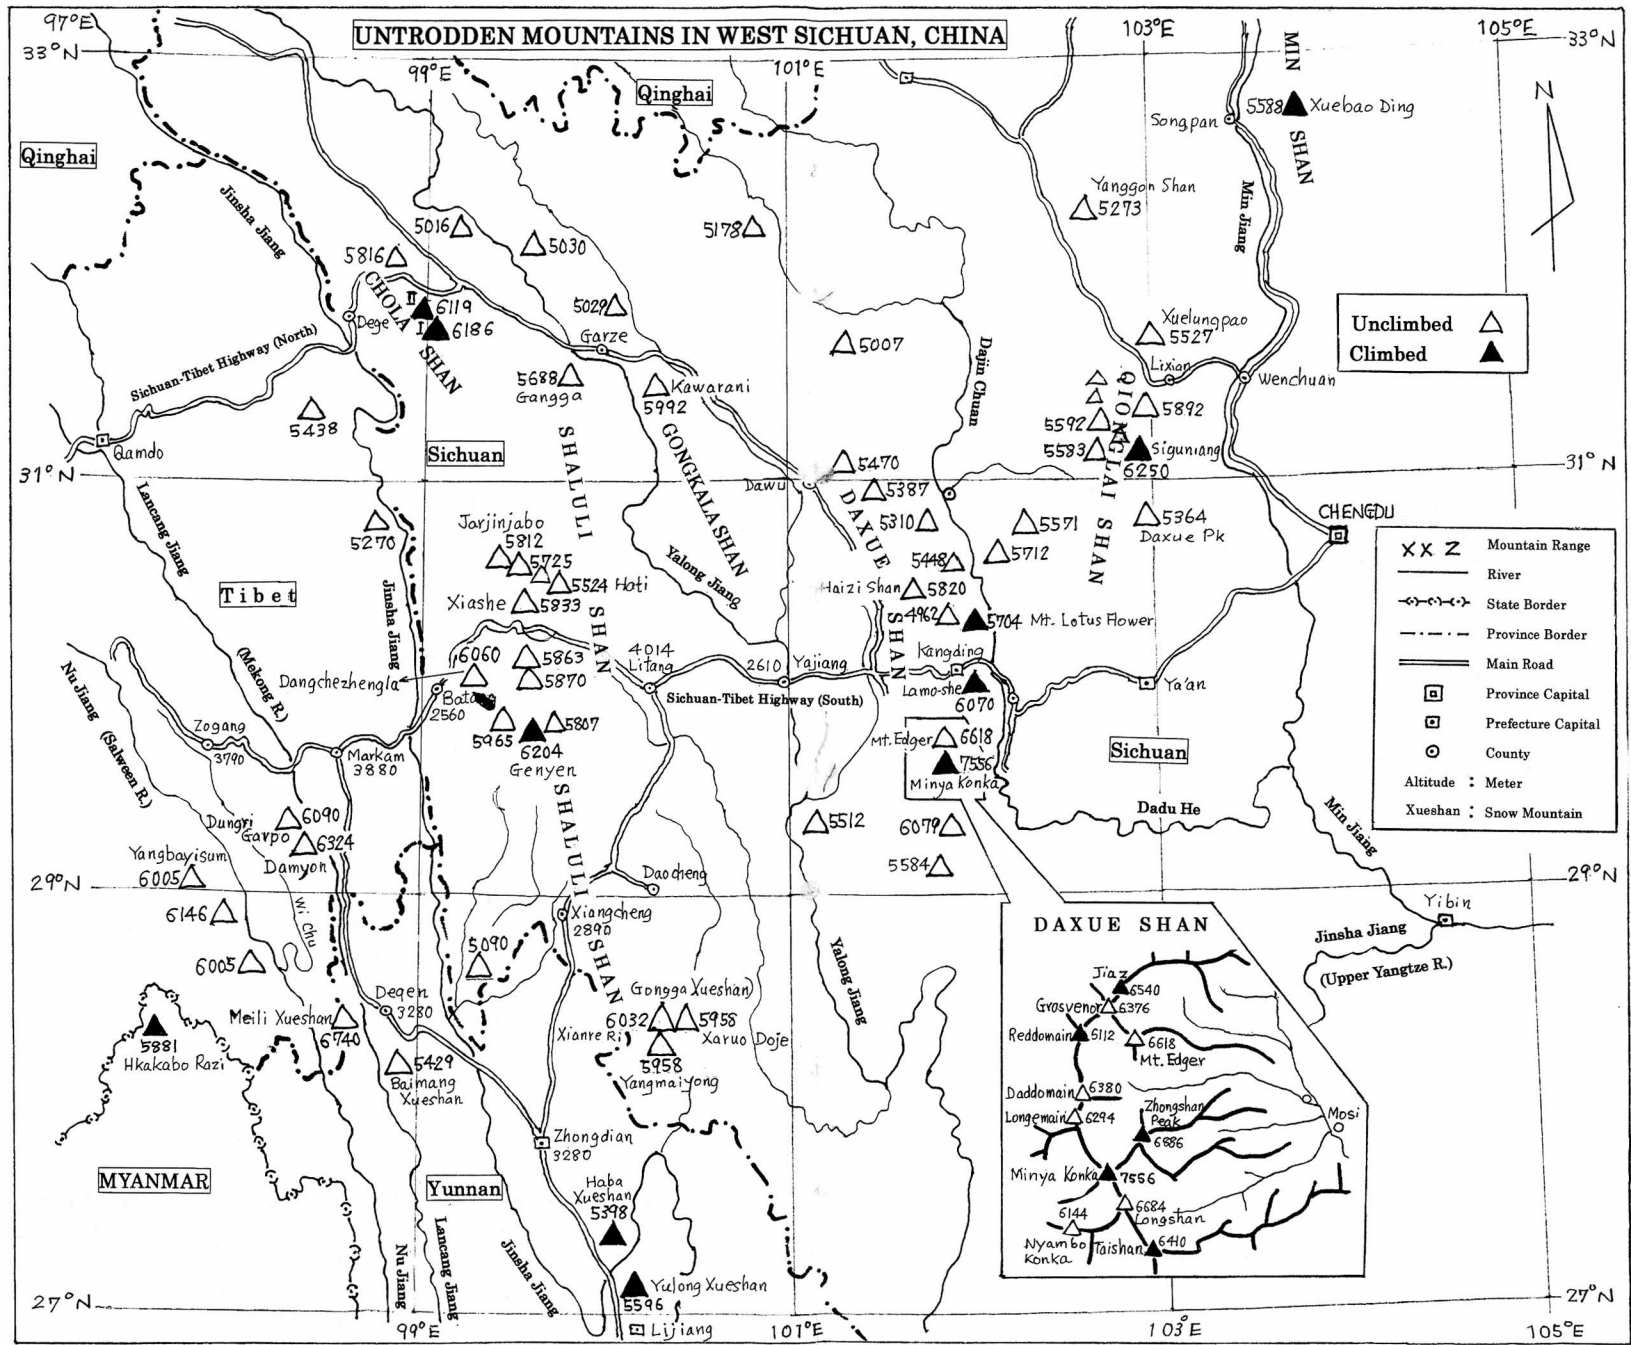 UNTRODDEN MOUNTAINS IN WEST SICHUAN, CHINA
97°E
99°E
101°E
103°E
105°E
33°N
33°N
Qinghai
Qinghai
MIN SHAN
5588 Xuebao Ding
Songpan
N
Jinsha Jiang
Min Jiang
Yanggon Shan
5273
5016
5030
5178
5816
CHOLA SHAN
II 6119
I 6186
Dege
5029
Garze
5007
Dajin Chuan
Xuelungpao
5527
Lixian
Wenchuan
Unclimbed
Climbed
Sichuan-Tibet Highway (North)
5688
Gangga
Kawarani
5992
5438
Qamdo
Sichuan
SHALULI SHAN
GONGKALA SHAN
QIONGLAI SHAN
5892
5592
5583
Siguniang
6250
31°N
31°N
5470
Dawu
5387
DAXUE SHAN
5310
5571
5364
Daxue Pk
CHENGDU
Lancang Jiang
(Mekong R.)
5270
Jarjinjabo
5812
5725
5524 Hati
Xiashe 5833
Yalong Jiang
5448
5712
Haizi Shan 5820
4962
5704 Mt. Lotus Flower
Tibet
Jinsha Jiang
XXZ Mountain Range
River
State Border
Province Border
Main Road
Province Capital
Prefecture Capital
County
Altitude : Meter
Xueshan : Snow Mountain
Nu Jiang
(Salween R.)
6060
Dangchezhengla
5863
5870
4014
Litang
2610 Yajiang
Kangding
Lamo-she
6070
Ya'an
Batang
2560
Sichuan-Tibet Highway (South)
Zogang
3790
Markam
3880
5965
5807
6204
Genyen
Mt. Edger 6618
7556
Minya Konka
Sichuan
Dadu He
Min Jiang
SHALULI SHAN
Dungri
Garpo
6090
6324
Damyon
5512
6079
5584
Yangbayisum
6005
29°N
29°N
6146
Wi Chu
6005
Daocheng
Xiangcheng
2890
5090
Yalong Jiang
Yibin
Jinsha Jiang
(Upper Yangtze R.)
Deqen
3280
Gongga Xueshan)
6032
5958
Xianre Ri
Xaruo Doje
5958
Yangmaiyong
Meili Xueshan
6740
5881
Hkakabo Razi
5429
Baimang
Xueshan
Zhongdian
3280
MYANMAR
Yunnan
Haba
Xueshan
5398
Yulong Xueshan
5596
Lijiang
Nu Jiang
Lancang Jiang
Jinsha Jiang
DAXUE SHAN
Jiaz
6540
Grosvenor 6376
Reddomain 6112
6618
Mt. Edger
Daddomain 6380
Longemain 6294
Zhongshan
Peak
6886
Mosi
Minya Konka 7556
6684
Longshan
6144
Nyambo
Konka
Taishan 6410
27°N
27°N
99°E
101°E
103°E
105°E